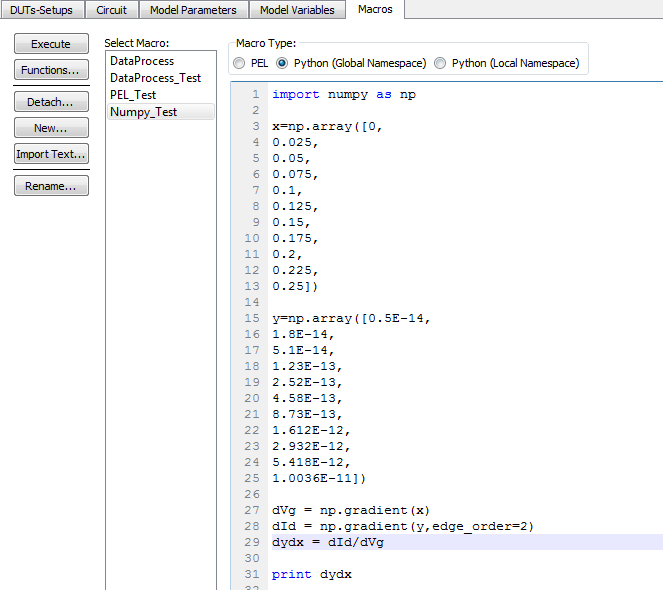 DUTs-Setups Circuit Model Parameters Model Variables Macros
Execute
Functions...
Detach...
New...
Import Text...
Rename...
Select Macro:
DataProcess
DataProcess_Test
PEL_Test
Numpy_Test
Macro Type:
PEL Python (Global Namespace) Python (Local Namespace)
1 import numpy as np
2
3 x=np.array([0,
4 0.025,
5 0.05,
6 0.075,
7 0.1,
8 0.125,
9 0.15,
10 0.175,
11 0.2,
12 0.225,
13 0.25])
14
15 y=np.array([0.5E-14,
16 1.8E-14,
17 5.1E-14,
18 1.23E-13,
19 2.52E-13,
20 4.58E-13,
21 8.73E-13,
22 1.612E-12,
23 2.932E-12,
24 5.418E-12,
25 1.0036E-11])
26
27 dVg = np.gradient(x)
28 dId = np.gradient(y,edge_order=2)
29 dydx = dId/dVg
30
31 print dydx